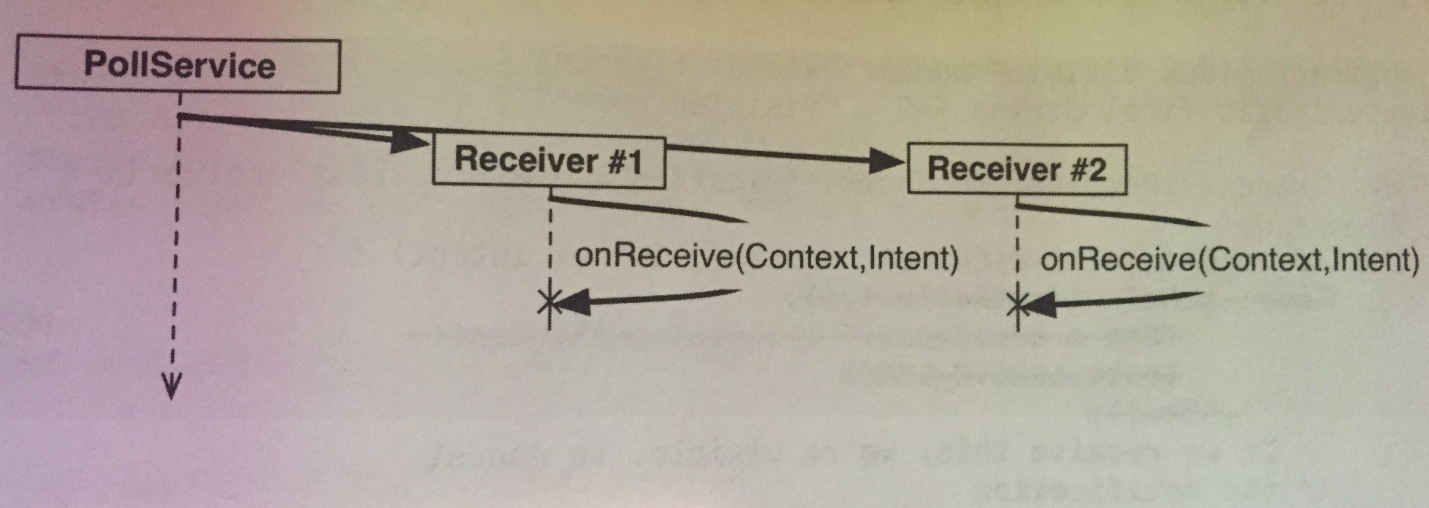 PollService
Receiver #1
Receiver #2
onReceive(Context,Intent)
onReceive(Context,Intent)